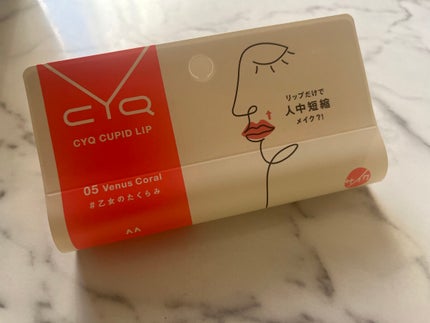 CYQ
CYQ CUPID LIP
05 Venus Coral
#乙女のたくらみ
リップだけで
人中短縮
メイク?!